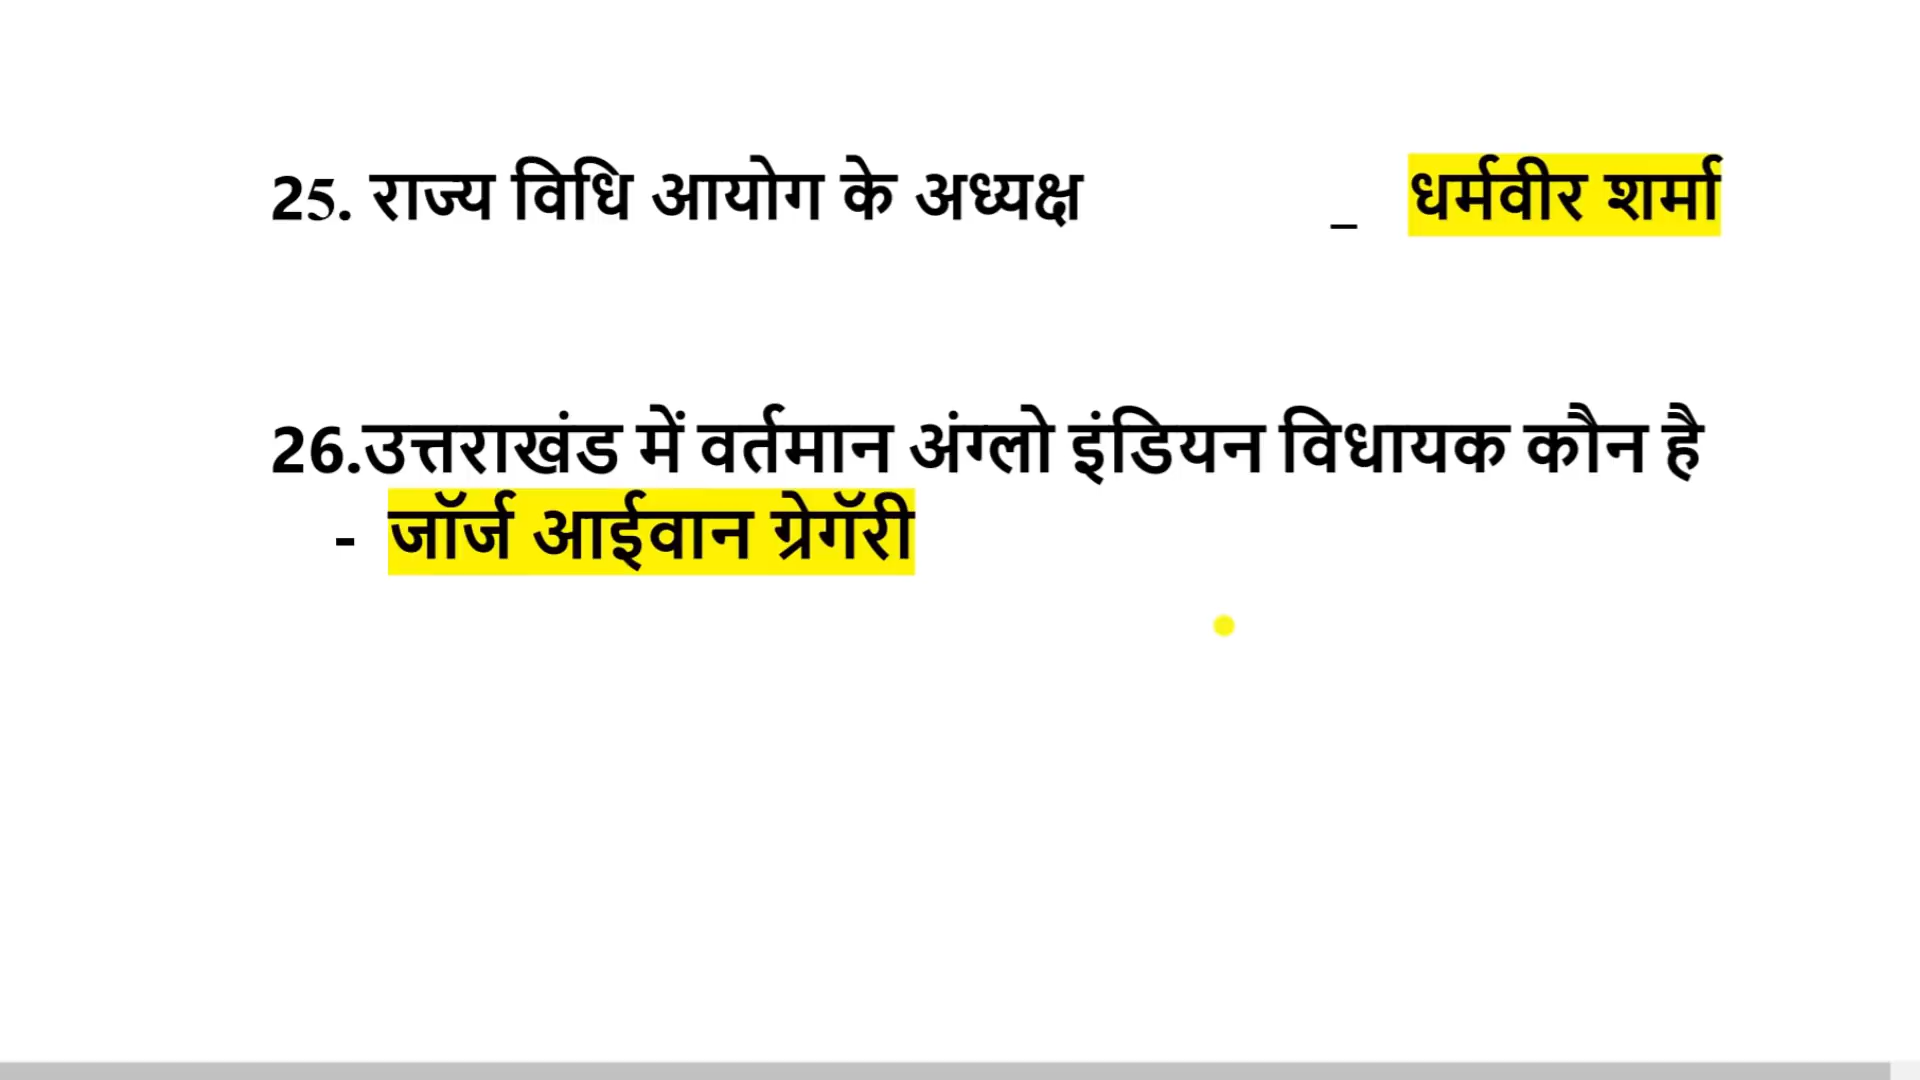 25. राज्य विधि आयोग के अध्यक्ष _ धर्मवीर शर्मा
26.उत्तराखंड में वर्तमान अंग्लो इंडियन विधायक कौन है
- जॉर्ज आईवान ग्रेगॅरी